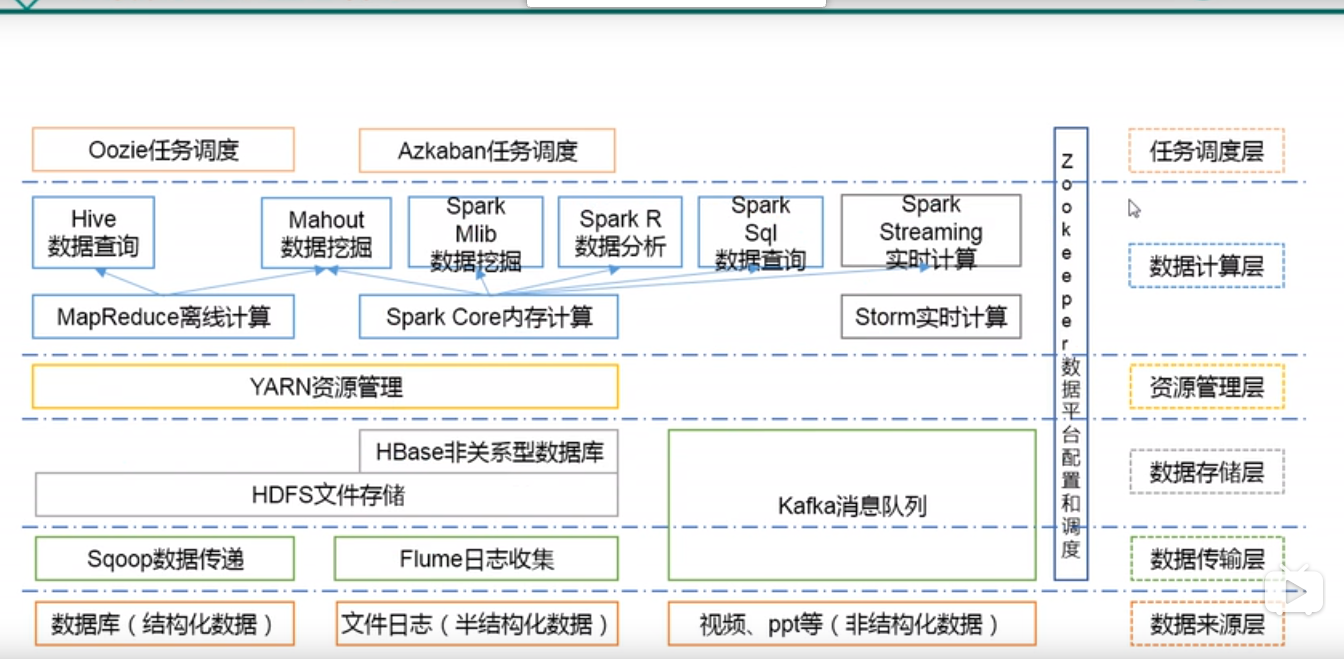 Oozie任务调度
Azkaban任务调度
任务调度层
Hive
数据查询
Mahout
数据挖掘
Spark
Mlib
数据挖掘
Spark R
数据分析
Spark
Sql
数据查询
Spark
Streaming
实时计算
数据计算层
MapReduce离线计算
Spark Core内存计算
Storm实时计算
Zookeeper数据平台配置和调度
YARN资源管理
资源管理层
HBase非关系型数据库
HDFS文件存储
Kafka消息队列
数据存储层
Sqoop数据传递
Flume日志收集
数据传输层
数据库（结构化数据）
文件日志（半结构化数据）
视频、ppt等（非结构化数据）
数据来源层